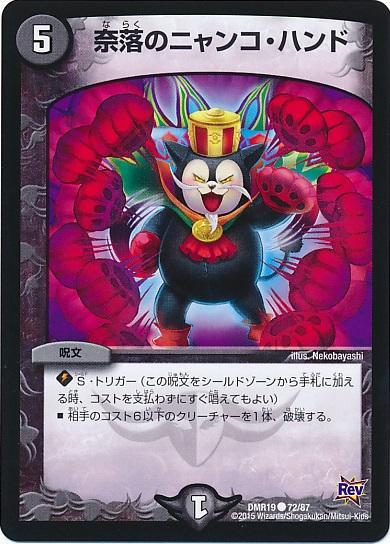 5
ならく
奈落のニャンコ・ハンド
呪文
illus. Nekobayashi
S・トリガー (この呪文をシールドゾーンから手札に加え
る時、コストを支払わずにすぐ唱えてもよい)
■ 相手のコスト6以下のクリーチャーを1体、破壊する。
1
Rev
DMR19 ● 72/87
©2015 Wizards/Shogakukan/Mitsui-Kids